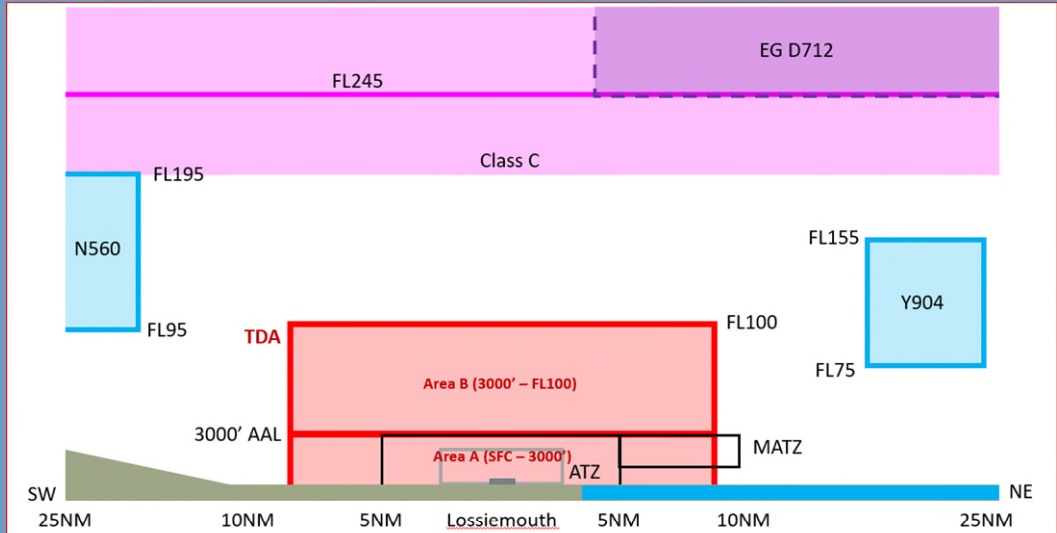 EG D712
FL245
Class C
FL195
N560
FL155
Y904
FL95
TDA
FL100
FL75
Area B (3000’ – FL100)
3000’ AAL
MATZ
Area A (SFC – 3000’)
ATZ
SW
NE
25NM
10NM
5NM
Lossiemouth
5NM
10NM
25NM